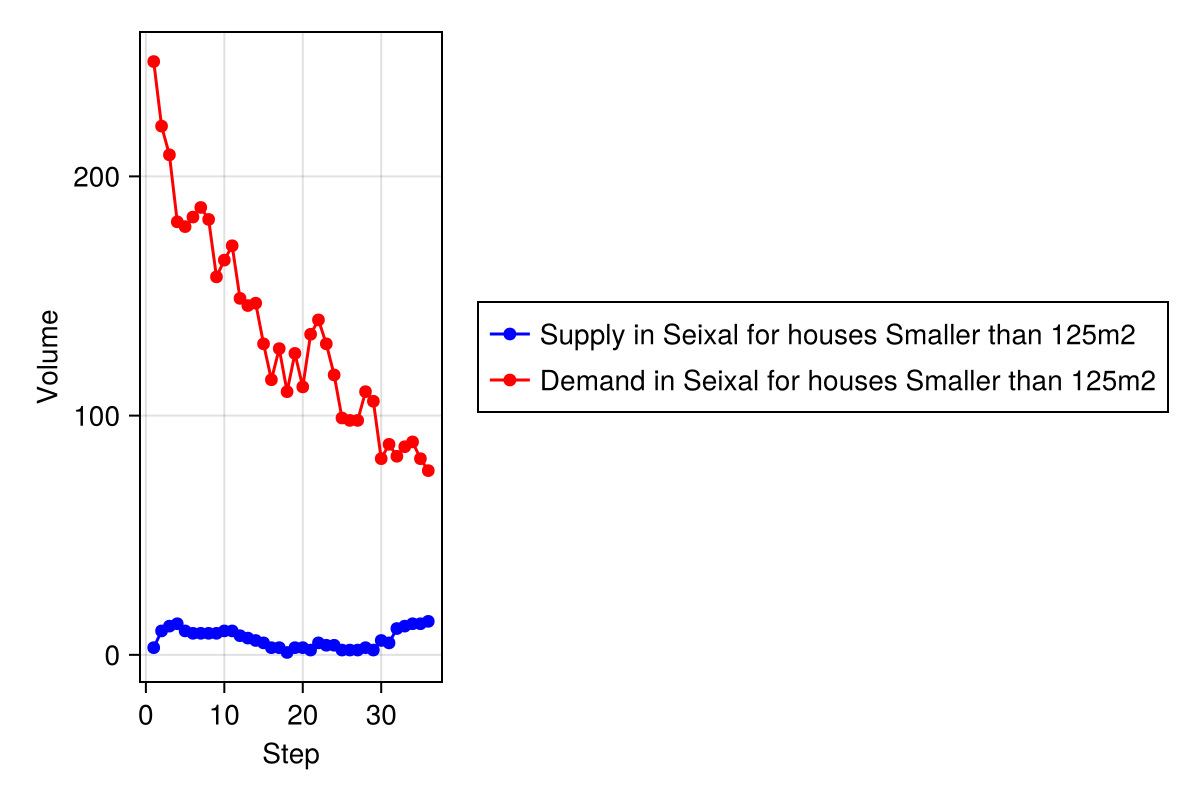 200
100
0
0 10 20 30
Volume
Step
Supply in Seixal for houses Smaller than 125m2
Demand in Seixal for houses Smaller than 125m2